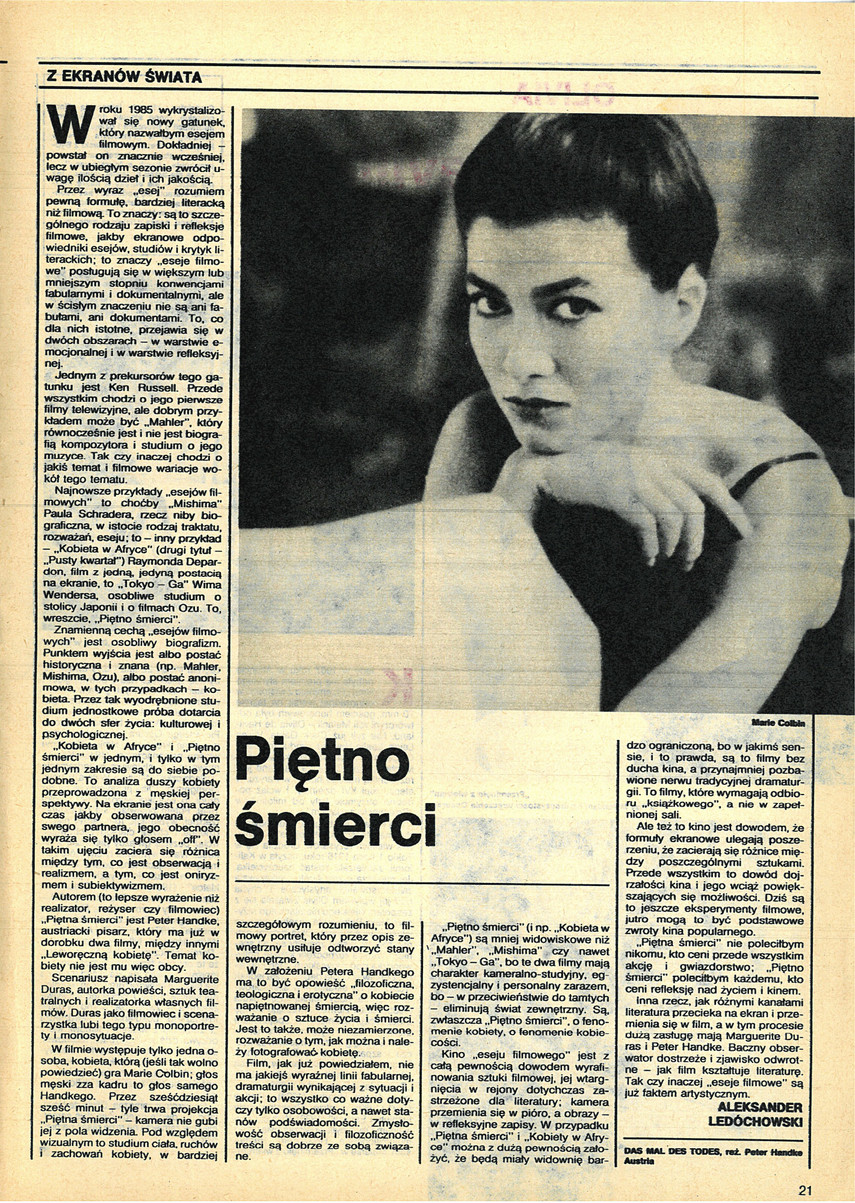 Z EKRANÓW ŚWIATA
W roku 1985 wykrystalizo-
wał się nowy gatunek,
który nazwałbym esejem
filmowym. Dokładniej –
powstał on znacznie wcześniej,
lecz w ubiegłym sezonie zwrócił u-
wagę ilością dzieł i ich jakością.
Przez wyraz „esej” rozumiem
pewną formułę, bardziej literacką
niż filmową. To znaczy: są to szcze-
gólnego rodzaju zapiski i refleksje
filmowe, jakby ekranowe odpo-
wiedniki esejów, studiów i krytyk li-
terackich; to znaczy „eseje filmo-
we” posługują się w większym lub
mniejszym stopniu konwencjami
fabularnymi i dokumentalnymi, ale
w ścisłym znaczeniu nie są ani fa-
bułami, ani dokumentami. To, co
dla nich istotne, przejawia się w
dwóch obszarach – w warstwie e-
mocjonalnej i w warstwie refleksyj-
nej.
Jednym z prekursorów tego ga-
tunku jest Ken Russell. Przede
wszystkim chodzi o jego pierwsze
filmy telewizyjne, ale dobrym przy-
kładem może być „Mahler”, który
równocześnie jest i nie jest biogra-
fią kompozytora i studium o jego
muzyce. Tak czy inaczej chodzi o
jakiś temat i filmowe wariacje wo-
kół tego tematu.
Najnowsze przykłady „esejów fil-
mowych” to choćby „Mishima”
Paula Schradera, rzecz niby bio-
graficzna, w istocie rodzaj traktatu,
rozważań, eseju; to – inny przykład
– „Kobieta w Afryce” (drugi tytuł –
„Pusty kwartał”) Raymonda Depar-
don, film z jedną, jedyną postacią
na ekranie, to „Tokyo – Ga” Wima
Wendersa, osobliwe studium o
stolicy Japonii i o filmach Ozu. To,
wreszcie, „Piętno śmierci”.
Znamienną cechą „esejów filmo-
wych” jest osobliwy biografizm.
Punktem wyjścia jest albo postać
historyczna i znana (np. Mahler,
Mishima, Ozu), albo postać anoni-
mowa, w tych przypadkach – ko-
bieta. Przez tak wyodrębnione stu-
dium jednostkowe próba dotarcia
do dwóch sfer życia: kulturowej i
psychologicznej.
„Kobieta w Afryce” i „Piętno
śmierci” w jednym, i tylko w tym
jednym zakresie są do siebie po-
dobne. To analiza duszy kobiety
przeprowadzona z męskiej per-
spektywy. Na ekranie jest ona cały
czas jakby obserwowana przez
swego partnera, jego obecność
wyraża się tylko głosem „off”. W
takim ujęciu zaciera się różnica
między tym, co jest obserwacją i
realizmem, a tym, co jest oniryz-
mem i subiektywizmem.
Autorem (to lepsze wyrażenie niż
realizator, reżyser czy filmowiec)
„Piętna śmierci” jest Peter Handke,
austriacki pisarz, który ma już w
dorobku dwa filmy, między innymi
„Leworęczną kobietę”. Temat ko-
biety nie jest mu więc obcy.
Scenariusz napisała Marguerite
Duras, autorka powieści, sztuk tea-
tralnych i realizatorka własnych fil-
mów. Duras jako filmowiec i scena-
rzystka lubi tego typu monoportre-
ty i monosytuacje.
W filmie występuje tylko jedna o-
soba, kobieta, którą (jeśli tak wolno
powiedzieć) gra Marie Colbin; głos
męski zza kadru to głos samego
Handkego. Przez sześćdziesiąt
sześć minut – tyle trwa projekcja
„Piętna śmierci” – kamera nie gubi
jej z pola widzenia. Pod względem
wizualnym to studium ciała, ruchów
i zachowań kobiety, w bardziej
Marie Colbin
Piętno
śmierci
szczegółowym rozumieniu, to fil-
mowy portret, który przez opis ze-
wnętrzny usiłuje odtworzyć stany
wewnętrzne.
W założeniu Petera Handkego
ma to być opowieść „filozoficzna,
teologiczna i erotyczna” o kobiecie
napiętnowanej śmiercią, więc roz-
ważanie o sztuce życia i śmierci.
Jest to także, może niezamierzone,
rozważanie o tym, jak można i nale-
ży fotografować kobietę.
Film, jak już powiedziałem, nie
ma jakiejś wyraźnej linii fabularnej,
dramaturgii wynikającej z sytuacji i
akcji; to wszystko co ważne doty-
czy tylko osobowości, a nawet sta-
nów podświadomości. Zmysło-
wość obserwacji i filozoficzność
treści są dobrze ze sobą związa-
ne.
„Piętno śmierci” (i np. „Kobieta w
Afryce”) są mniej widowiskowe niż
„Mahler”, „Mishima” czy nawet
„Tokyo – Ga”, bo te dwa filmy mają
charakter kameralno-studyjny, eg-
zystencjalny i personalny zarazem,
bo – w przeciwieństwie do tamtych
– eliminują świat zewnętrzny. Są,
zwłaszcza „Piętno śmierci”, o feno-
menie kobiety, o fenomenie kobie-
cości.
Kino „eseju filmowego” jest z
całą pewnością dowodem wyrafi-
nowania sztuki filmowej, jej wtarg-
nięcia w rejony dotychczas za-
strzeżone dla literatury; kamera
przemienia się w pióro, a obrazy –
w refleksyjne zapisy. W przypadku
„Piętna śmierci” i „Kobiety w Afry-
ce” można z dużą pewnością zało-
żyć, że będą miały widownię bar-
dzo ograniczoną, bo w jakimś sen-
sie, i to prawda, są to filmy bez
ducha kina, a przynajmniej pozba-
wione nerwu tradycyjnej dramatur-
gii. To filmy, które wymagają odbio-
ru „książkowego”, a nie w zapeł-
nionej sali.
Ale też to kino jest dowodem, że
formuły ekranowe ulegają posze-
rzeniu, że zacierają się różnice mię-
dzy poszczególnymi sztukami.
Przede wszystkim to dowód doj-
rzałości kina i jego wciąż powięk-
szających się możliwości. Dziś są
to jeszcze eksperymenty filmowe,
jutro mogą to być podstawowe
zwroty kina popularnego.
„Piętna śmierci” nie poleciłbym
nikomu, kto ceni przede wszystkim
akcję i gwiazdorstwo; „Piętno
śmierci” poleciłbym każdemu, kto
ceni refleksję nad życiem i kinem.
Inna rzecz, jak różnymi kanałami
literatura przecieka na ekran i prze-
mienia się w film, a w tym procesie
dużą zasługę mają Marguerite Du-
ras i Peter Handke. Baczny obser-
wator dostrzeże i zjawisko odwrot-
ne – jak film kształtuje literaturę.
Tak czy inaczej „eseje filmowe” są
już faktem artystycznym.
ALEKSANDER
LEDÓCHOWSKI
DAS MAL DES TODES, reż. Peter Handke
Austria
21